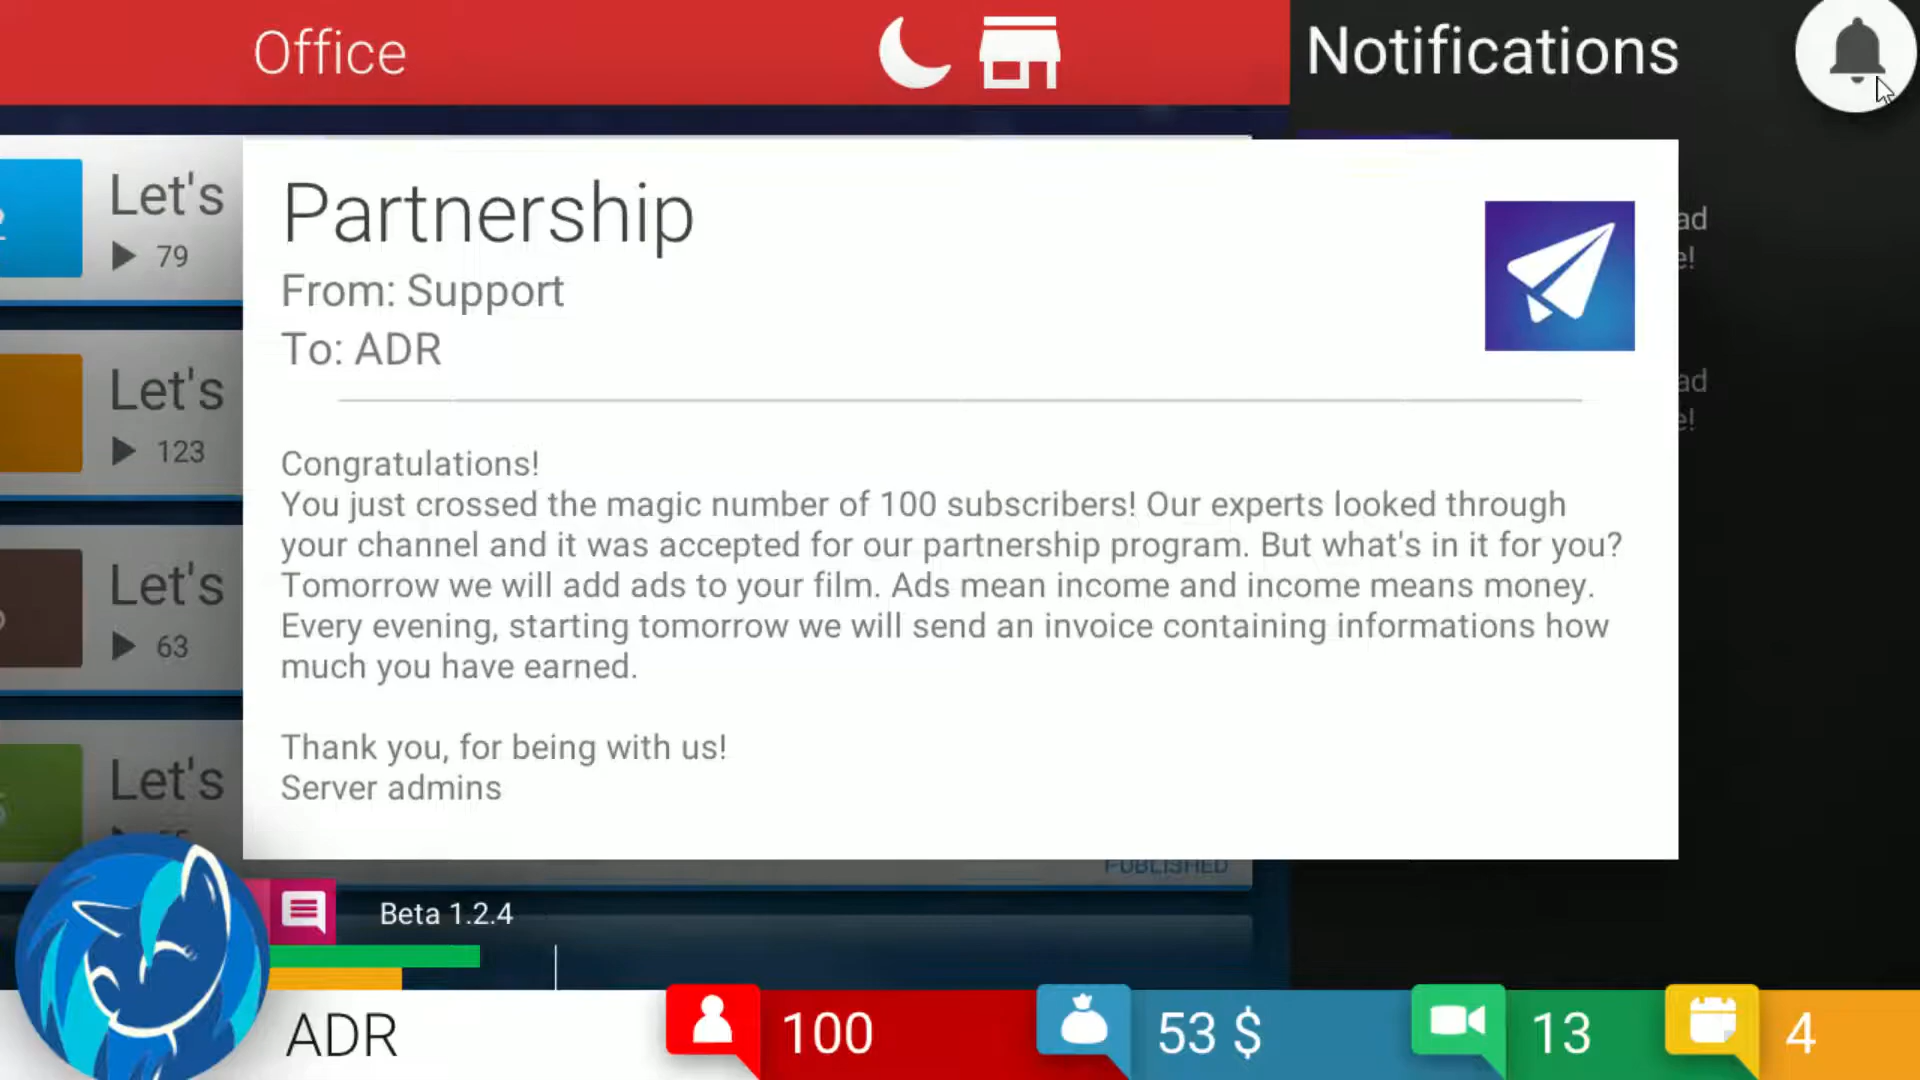 Office
Notifications
Let's
79
Let's
123
Let's
63
Let's
Partnership
From: Support
To: ADR
ad
e!
ad
e!
Congratulations!
You just crossed the magic number of 100 subscribers! Our experts looked through
your channel and it was accepted for our partnership program. But what's in it for you?
Tomorrow we will add ads to your film. Ads mean income and income means money.
Every evening, starting tomorrow we will send an invoice containing informations how
much you have earned.
Thank you, for being with us!
Server admins
PUBLISHED
Beta 1.2.4
ADR
100
53 $
13
4